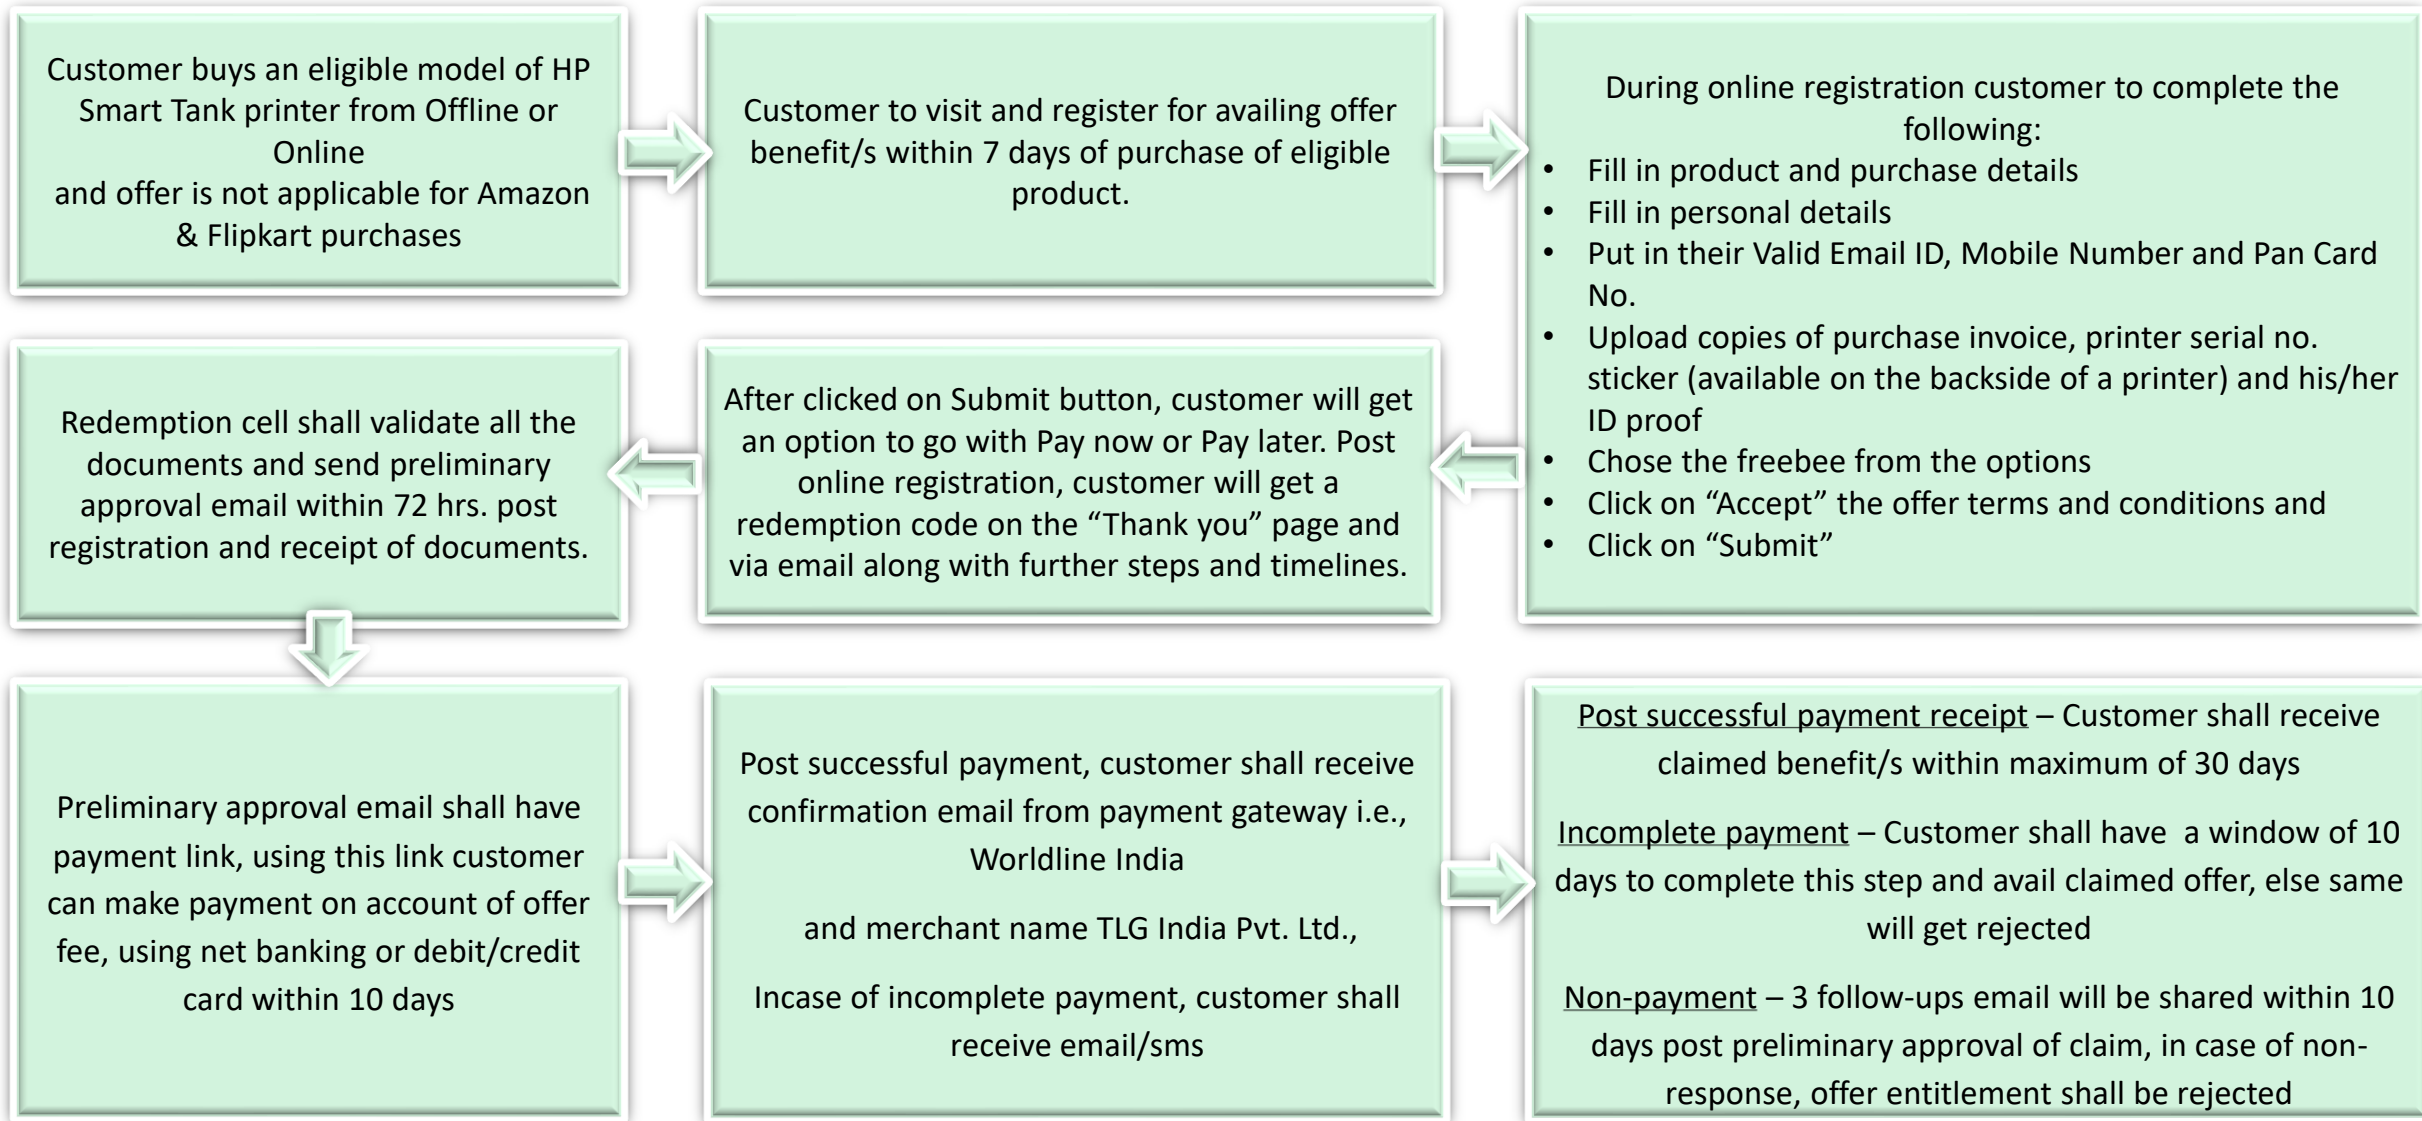 Customer buys an eligible model of HP
Smart Tank printer from Offline or
Online
and offer is not applicable for Amazon
& Flipkart purchases
Customer to visit and register for availing offer
benefit/s within 7 days of purchase of eligible
product.
During online registration customer to complete the
following:
• Fill in product and purchase details
• Fill in personal details
• Put in their Valid Email ID, Mobile Number and Pan Card
No.
• Upload copies of purchase invoice, printer serial no.
sticker (available on the backside of a printer) and his/her
ID proof
• Chose the freebee from the options
• Click on “Accept” the offer terms and conditions and
• Click on “Submit”
After clicked on Submit button, customer will get
an option to go with Pay now or Pay later. Post
online registration, customer will get a
redemption code on the “Thank you” page and
via email along with further steps and timelines.
Redemption cell shall validate all the
documents and send preliminary
approval email within 72 hrs. post
registration and receipt of documents.
Preliminary approval email shall have
payment link, using this link customer
can make payment on account of offer
fee, using net banking or debit/credit
card within 10 days
Post successful payment, customer shall receive
confirmation email from payment gateway i.e.,
Worldline India
and merchant name TLG India Pvt. Ltd.,
Incase of incomplete payment, customer shall
receive email/sms
Post successful payment receipt – Customer shall receive
claimed benefit/s within maximum of 30 days
Incomplete payment – Customer shall have a window of 10
days to complete this step and avail claimed offer, else same
will get rejected
Non-payment – 3 follow-ups email will be shared within 10
days post preliminary approval of claim, in case of non-
response, offer entitlement shall be rejected